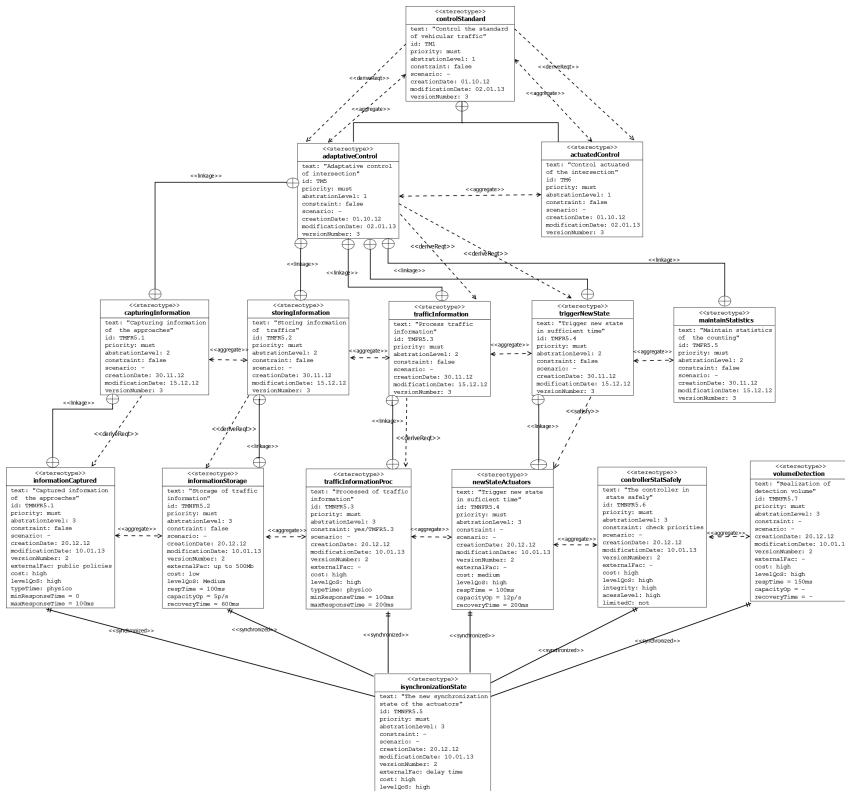 <<stereotype>>
controlStandard
text: "Control the standard
of vehicular traffic"
id: TM1
priority: must
abstrationLevel: 1
constraint: false
scenario: -
creationDate: 01.10.12
modificationDate: 02.01.13
versionNumber: 3
<<deriveReqt>>
<<deriveReqt>>
<<aggregate>>
<<aggregate>>
<<stereotype>>
adaptativeControl
text: "Adaptative control
of intersection"
id: TM5
priority: must
abstrationLevel: 1
constraint: false
scenario: -
creationDate: 01.10.12
modificationDate: 02.01.13
versionNumber: 3
<<stereotype>>
actuatedControl
text: "Control actuated
of the intersection"
id: TM6
priority: must
abstrationLevel: 1
constraint: false
scenario: -
creationDate: 01.10.12
modificationDate: 02.01.13
versionNumber: 3
<<aggregate>>
<<linkage>>
<<deriveReqt>>
<<deriveReqt>>
<<linkage>>
<<linkage>>
<<linkage>>
<<linkage>>
<<stereotype>>
capturingInformation
text: "Capturing information
of the approaches"
id: TMFR5.1
priority: must
abstrationLevel: 2
constraint: false
scenario: -
creationDate: 30.11.12
modificationDate: 15.12.12
versionNumber: 3
<<aggregate>>
<<stereotype>>
storingInformation
text: "Storing information
of traffics"
id: TMFR5.2
priority: must
abstrationLevel: 2
constraint: false
scenario: -
creationDate: 30.11.12
modificationDate: 15.12.12
versionNumber: 3
<<aggregate>>
<<stereotype>>
trafficInformation
text: "Process traffic
information"
id: TMFR5.3
priority: must
abstrationLevel: 2
constraint: false
scenario: -
creationDate: 30.11.12
modificationDate: 15.12.12
versionNumber: 3
<<aggregate>>
<<stereotype>>
triggerNewState
text: "Trigger new state
in sufficient time"
id: TMFR5.4
priority: must
abstrationLevel: 2
constraint: false
scenario: -
creationDate: 30.11.12
modificationDate: 15.12.12
versionNumber: 3
<<aggregate>>
<<stereotype>>
maintainStatistics
text: "Maintain statistics
of the counting"
id: TMFR5.5
priority: must
abstrationLevel: 2
constraint: false
scenario: -
creationDate: 30.11.12
modificationDate: 15.12.12
versionNumber: 3
<<linkage>>
<<deriveReqt>>
<<deriveReqt>>
<<linkage>>
<<linkage>>
<<deriveReqt>>
<<linkage>>
<<satisfy>>
<<stereotype>>
informationCaptured
text: "Captured information
of the approaches"
id: TMNFR5.1
priority: must
abstrationLevel: 3
constraint: false
scenario: -
creationDate: 20.12.12
modificationDate: 10.01.13
versionNumber: 2
externalFac: public policies
cost: high
levelQoS: high
typeTime: physico
minResponseTime = 0
maxResponseTime = 100ms
<<aggregate>>
<<stereotype>>
informationStorage
text: "Storage of traffic
information"
id: TMNFR5.2
priority: must
abstrationLevel: 3
constraint: false
scenario: -
creationDate: 20.12.12
modificationDate: 10.01.13
versionNumber: 2
externalFac: up to 500Mb
cost: low
levelQoS: Medium
respTime = 100ms
capacityOp = 5p/s
recoveryTime = 600ms
<<aggregate>>
<<stereotype>>
trafficInformationProc
text: "Processed of traffic
information"
id: TMNFR5.3
priority: must
abstrationLevel: 3
constraint: yes/TMFR5.3
scenario: -
creationDate: 20.12.12
modificationDate: 10.01.13
versionNumber: 2
externalFac: -
cost: high
levelQoS: high
typeTime: physico
minResponseTime = 100ms
maxResponseTime = 200ms
<<aggregate>>
<<stereotype>>
newStateActuators
text: "Trigger new state
in suficient time"
id: TMNFR5.4
priority: must
abstrationLevel: 3
constraint: -
scenario: -
creationDate: 20.12.12
modificationDate: 10.01.13
versionNumber: 2
externalFac: -
cost: medium
levelQoS: high
respTime = 100ms
capacityOp = 12p/s
recoveryTime = 200ms
<<aggregate>>
<<stereotype>>
controllerStatSafely
text: "The controller in
state safely"
id: TMNFR5.6
priority: must
abstrationLevel: 3
constraint: check priorities
scenario: -
creationDate: 20.12.12
modificationDate: 10.01.13
versionNumber: 2
externalFac: -
cost: high
levelQoS: high
integrity: high
acessLevel: high
limitedC: not
<<aggregate>>
<<stereotype>>
volumeDetection
text: "Realization of
detection volume"
id: TMNFR5.7
priority: must
abstrationLevel: 3
constraint: -
scenario: -
creationDate: 20.12.12
modificationDate: 10.01.1
versionNumber: 2
externalFac: -
cost: high
levelQoS: high
respTime = 150ms
capacityOp = -
recoveryTime = -
<<synchronized>>
<<synchronized>>
<<synchronized>>
<<synchronized>>
<<synchronized>>
<<synchronized>>
<<stereotype>>
isynchronizationState
text: "The new synchronization
state of the actuators"
id: TMNFR5.5
priority: must
abstrationLevel: 3
constraint: -
scenario: -
creationDate: 20.12.12
modificationDate: 10.01.13
versionNumber: 2
externalFac: delay time
cost: high
levelQoS: high